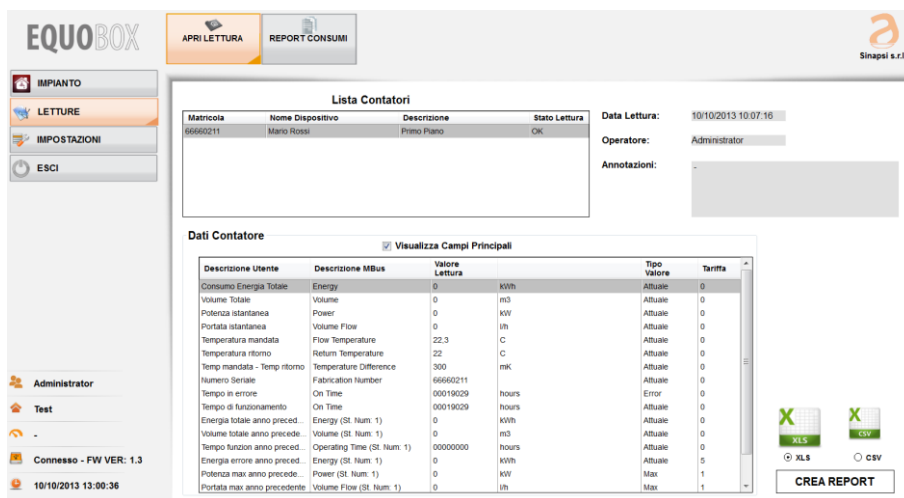 EQUOBOX
APRI LETTURA
REPORT CONSUMI
Sinapsi s.r.l
IMPIANTO
LETTURE
IMPOSTAZIONI
ESCI
Lista Contatori
Matricola Nome Dispositivo Descrizione Stato Lettura
66660211 Mario Rossi Primo Piano OK
Data Lettura: 10/10/2013 10:07:16
Operatore: Administrator
Annotazioni: -
Dati Contatore
Visualizza Campi Principali
Descrizione Utente Descrizione MBus Valore Lettura Tipo Valore Tariffa
Consumo Energia Totale Energy 0 kWh Attuale 0
Volume Totale Volume 0 m3 Attuale 0
Potenza istantanea Power 0 kW Attuale 0
Portata istantanea Volume Flow 0 l/h Attuale 0
Temperatura mandata Flow Temperature 22,3 C Attuale 0
Temperatura ritorno Return Temperature 22 C Attuale 0
Temp mandata - Temp ritorno Temperature Difference 300 mK Attuale 0
Numero Seriale Fabrication Number 66660211 Attuale 0
Tempo in errore On Time 00019029 hours Error 0
Tempo di funzionamento On Time 00019029 hours Attuale 0
Energia totale anno preced... Energy (St. Num: 1) 0 kWh Attuale 0
Volume totale anno precede... Volume (St. Num: 1) 0 m3 Attuale 0
Tempo funzion anno preced... Operating Time (St. Num: 1) 00000000 hours Attuale 0
Energia errore anno preced... Energy (St. Num: 1) 0 kWh Attuale 5
Potenza max anno precede... Power (St. Num: 1) 0 kW Max 1
Portata max anno precedente Volume Flow (St. Num: 1) 0 l/h Max 1
Administrator
Test
-
Connesso - FW VER: 1.3
10/10/2013 13:00:36
X XLS
X CSV
XLS CSV
CREA REPORT